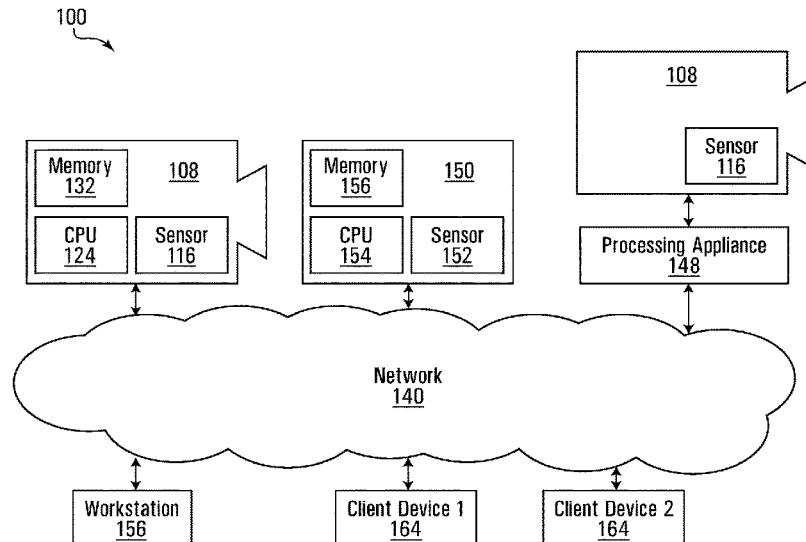 100
Memory
132
108
CPU
124
Sensor
116
Memory
156
150
CPU
154
Sensor
152
108
Sensor
116
Processing Appliance
148
Network
140
Workstation
156
Client Device 1
164
Client Device 2
164